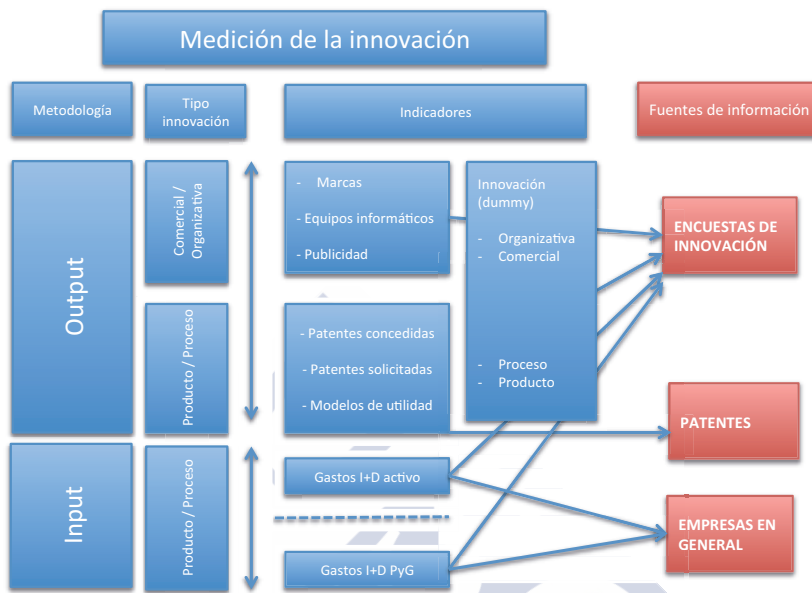 Medición de la innovación
Metodología
Tipo
innovación
Indicadores
Fuentes de información
Output
Comercial /
Organizativa
- Marcas
- Equipos informáticos
- Publicidad
Innovación
(dummy)
- Organizativa
- Comercial
- Proceso
- Producto
ENCUESTAS DE
INNOVACIÓN
Producto / Proceso
- Patentes concedidas
- Patentes solicitadas
- Modelos de utilidad
PATENTES
Input
Producto / Proceso
Gastos I+D activo
Gastos I+D PyG
EMPRESAS EN
GENERAL